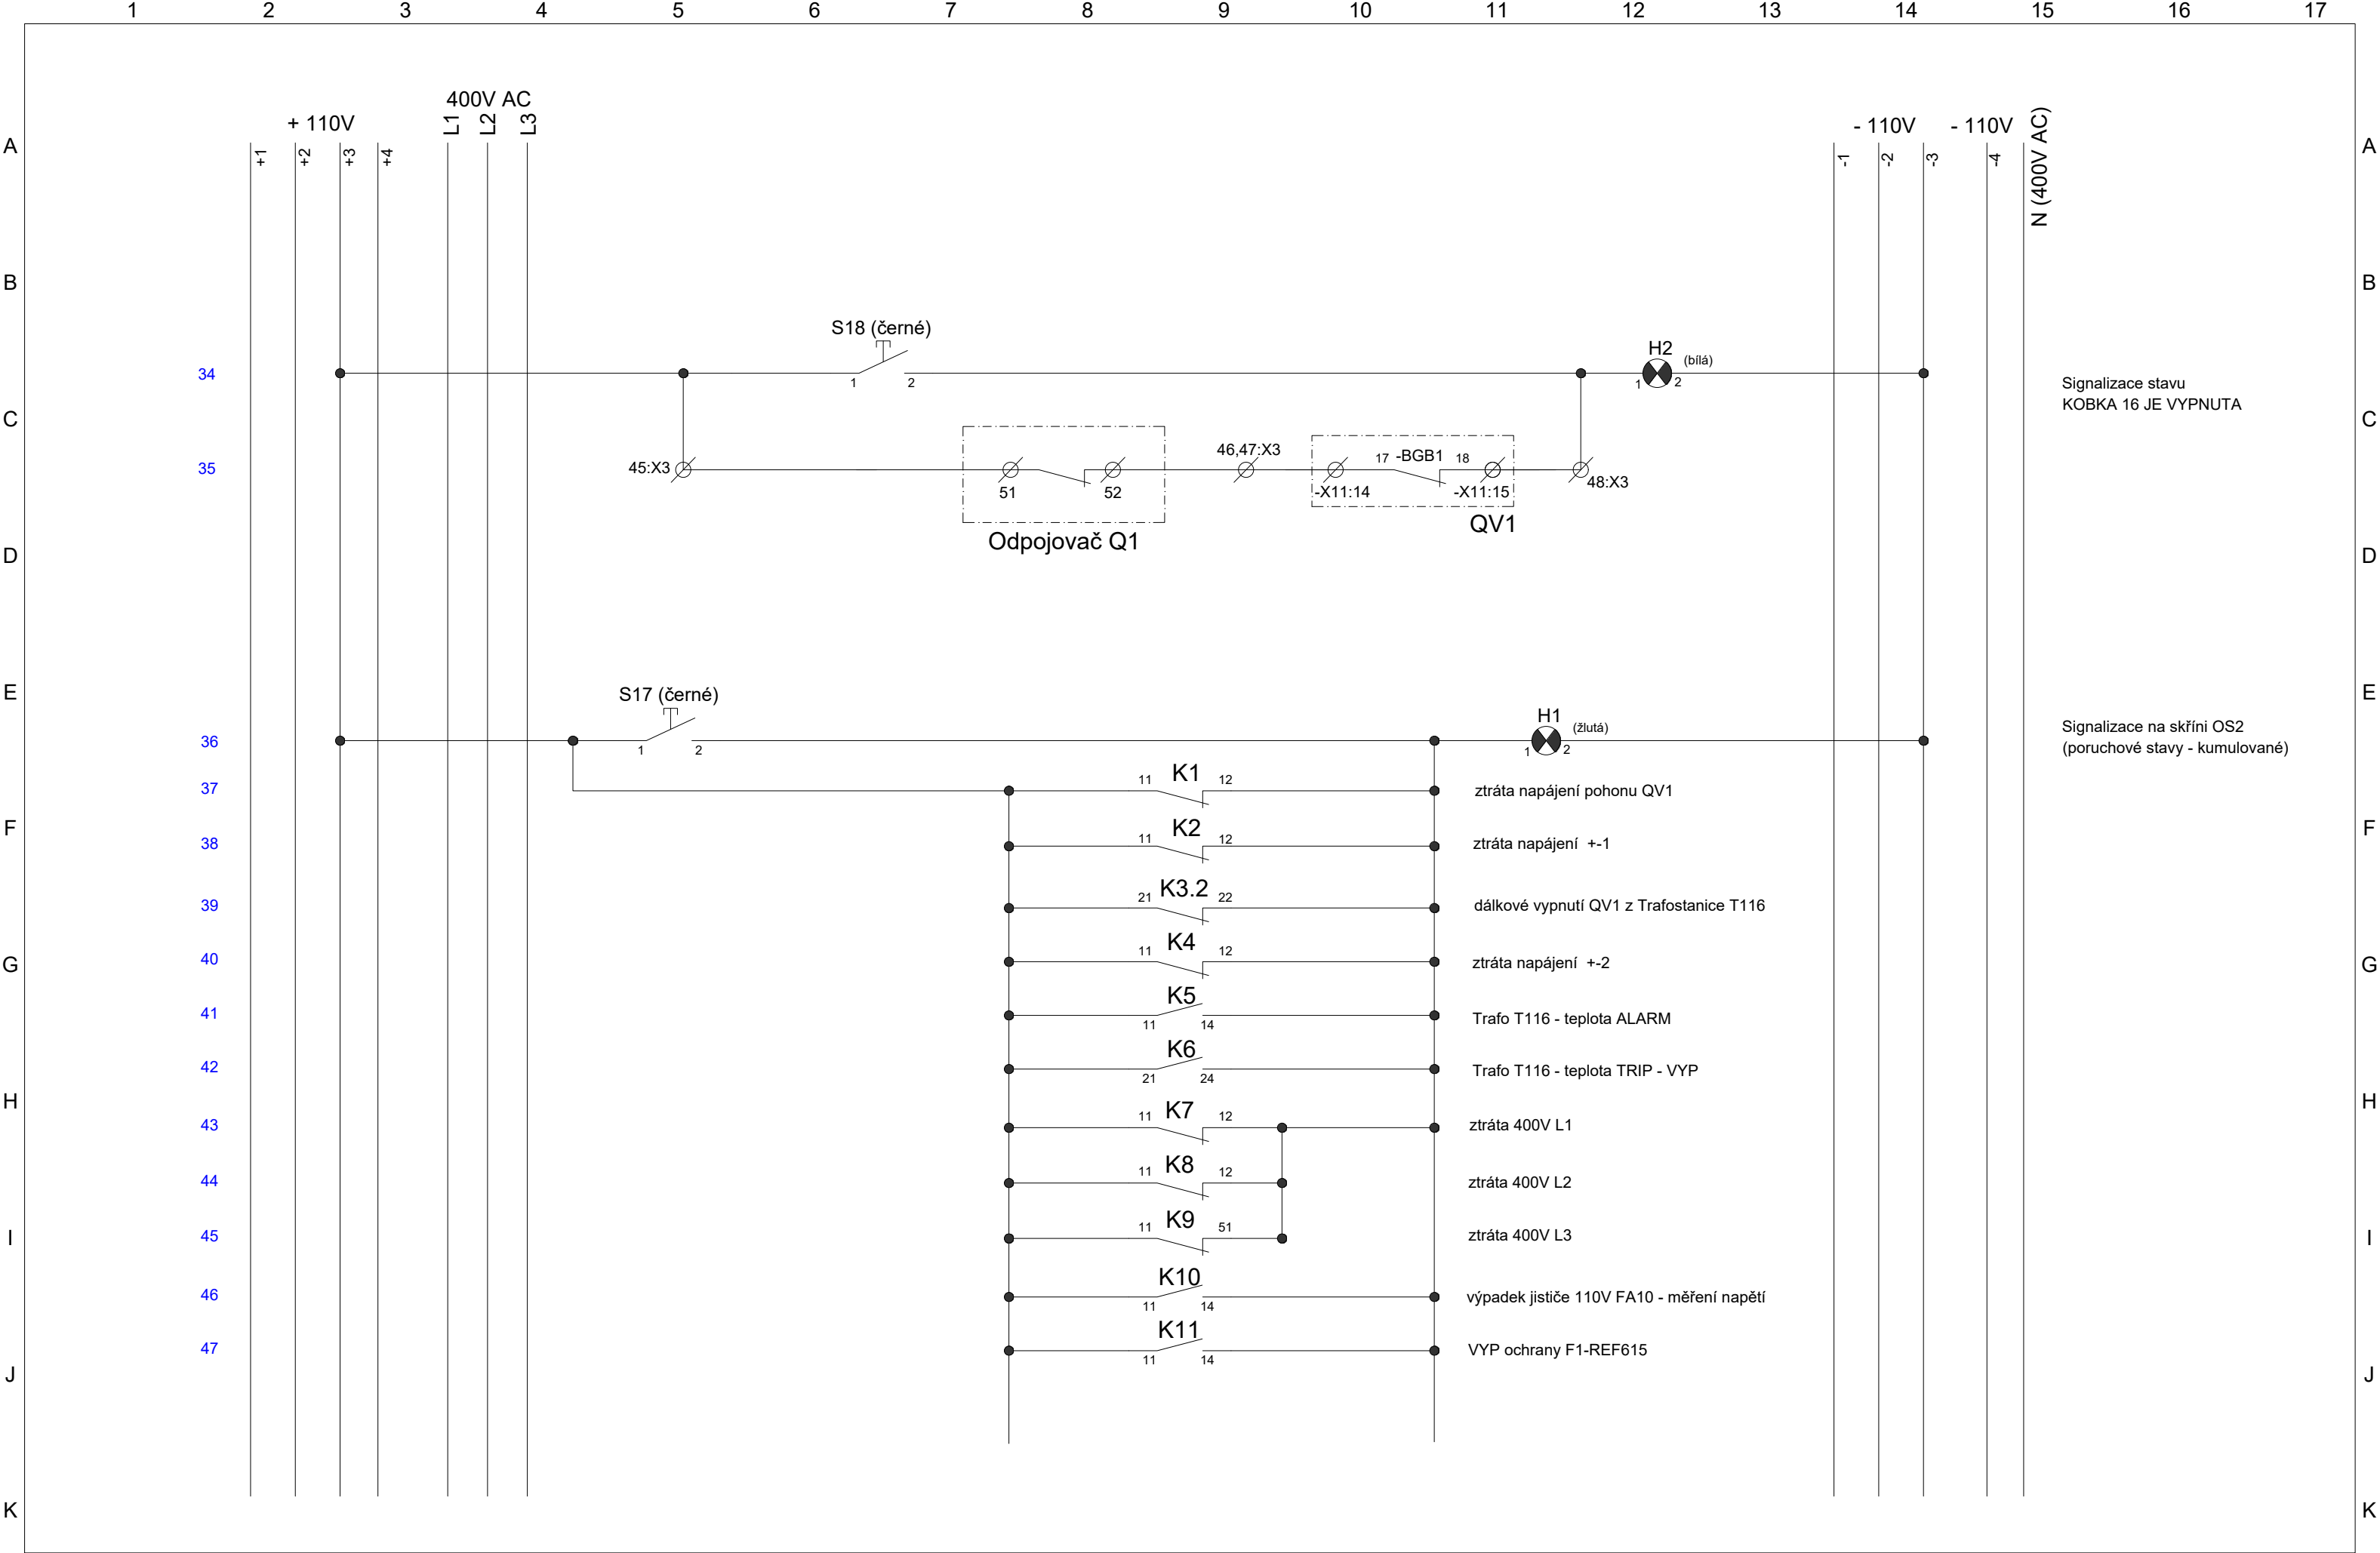 1 2 3 4 5 6 7 8 9 10 11 12 13 14 15 16 17
400V AC
+ 110V
L1 L2 L3
- 110V - 110V
N (400V AC)
A A
+1 +2 +3 +4
-1 -2 -3 -4
B B
S18 (černé)
H2 (bílá)
34
1 2
1 2
Signalizace stavu
KOBKA 16 JE VYPNUTA
C C
35
45:X3
51 52
46,47:X3
17 -BGB1 18
-X11:14 -X11:15
48:X3
QV1
Odpojovač Q1
D D
E E
S17 (černé)
H1 (žlutá)
36
1 2
1 2
Signalizace na skříni OS2
(poruchové stavy - kumulované)
37 11 K1 12 ztráta napájení pohonu QV1
F F
38 11 K2 12 ztráta napájení +-1
39 21 K3.2 22 dálkové vypnutí QV1 z Trafostanice T116
G G
40 11 K4 12 ztráta napájení +-2
41 K5 Trafo T116 - teplota ALARM
11 14
42 K6 Trafo T116 - teplota TRIP - VYP
21 24
H H
43 11 K7 12 ztráta 400V L1
44 11 K8 12 ztráta 400V L2
I I
45 11 K9 51 ztráta 400V L3
46 K10 výpadek jističe 110V FA10 - měření napětí
11 14
47 K11 VYP ochrany F1-REF615
11 14
J J
K K